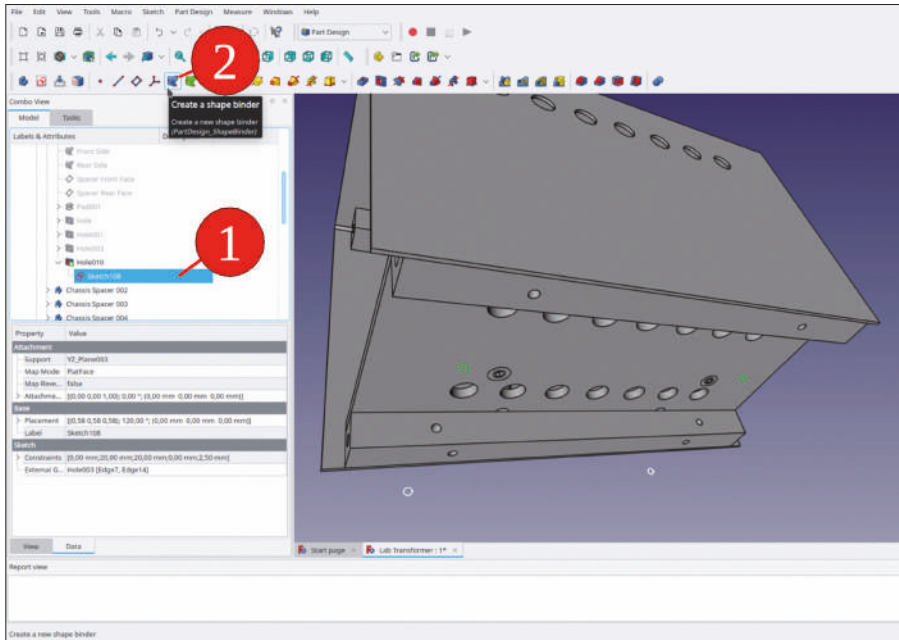 File Edit View Tools Macro Sketch Part Design Measure Windows Help
Part Design
2
Combo View
Create a shape binder
Model Tasks
Create a new shape binder
(PartDesign_ShapeBinder)
Labels & Attributes
Front Side
Rear Side
Spacer Front Face
Spacer Rear Face
Pad001
Hole
1
Hole001
Hole003
Hole010
Sketch108
Chassis Spacer 002
Chassis Spacer 003
Chassis Spacer 004
Property Value
Attachment
Support YZ_Plane003
Map Mode FlatFace
Map Reve... false
Attachme... [(0,00 0,00 1,00); 0,00 °; (0,00 mm 0,00 mm 0,00 mm)]
Base
Placement [(0,58 0,58 0,58); 120,00 °; (0,00 mm 0,00 mm 0,00 mm)]
Label Sketch108
Sketch
Constraints [0,00 mm;20,00 mm;20,00 mm;0,00 mm;2,50 mm]
External G... Hole003 [Edge7, Edge14]
View Data
Start page
Lab Transformer : 1*
Report view
Create a new shape binder